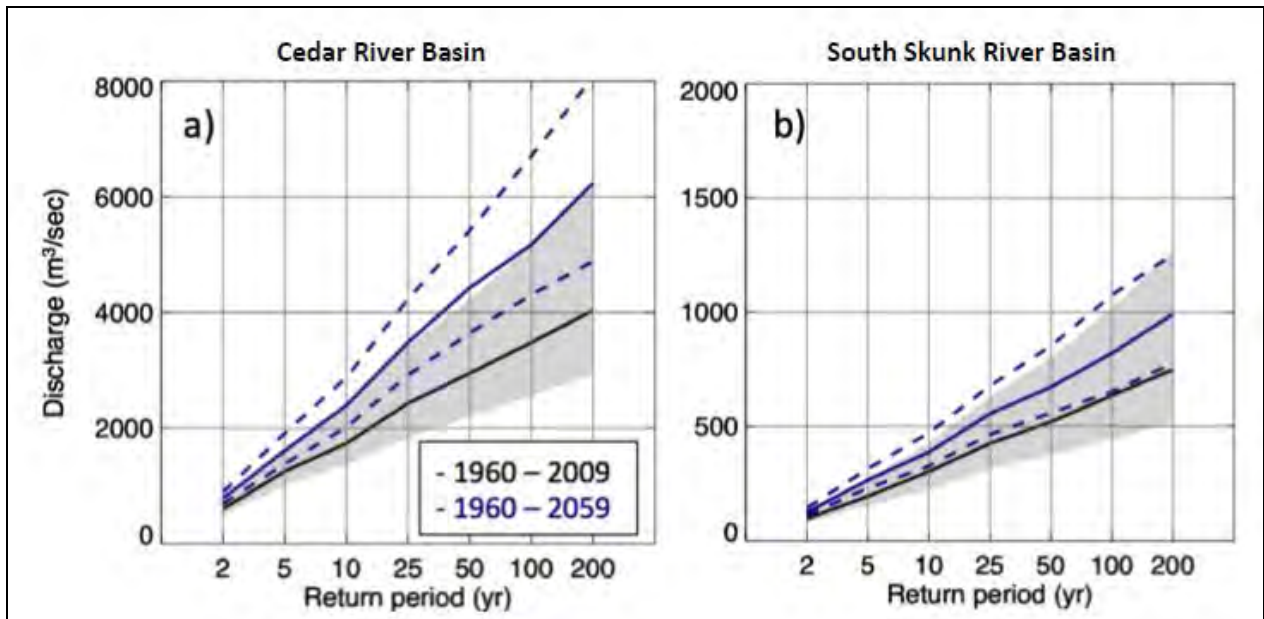 Cedar River Basin
a)
8000
6000
4000
2000
0
Discharge (m³/sec)
- 1960 – 2009
- 1960 – 2059
2 5 10 25 50 100 200
Return period (yr)
South Skunk River Basin
b)
2000
1500
1000
500
0
2 5 10 25 50 100 200
Return period (yr)